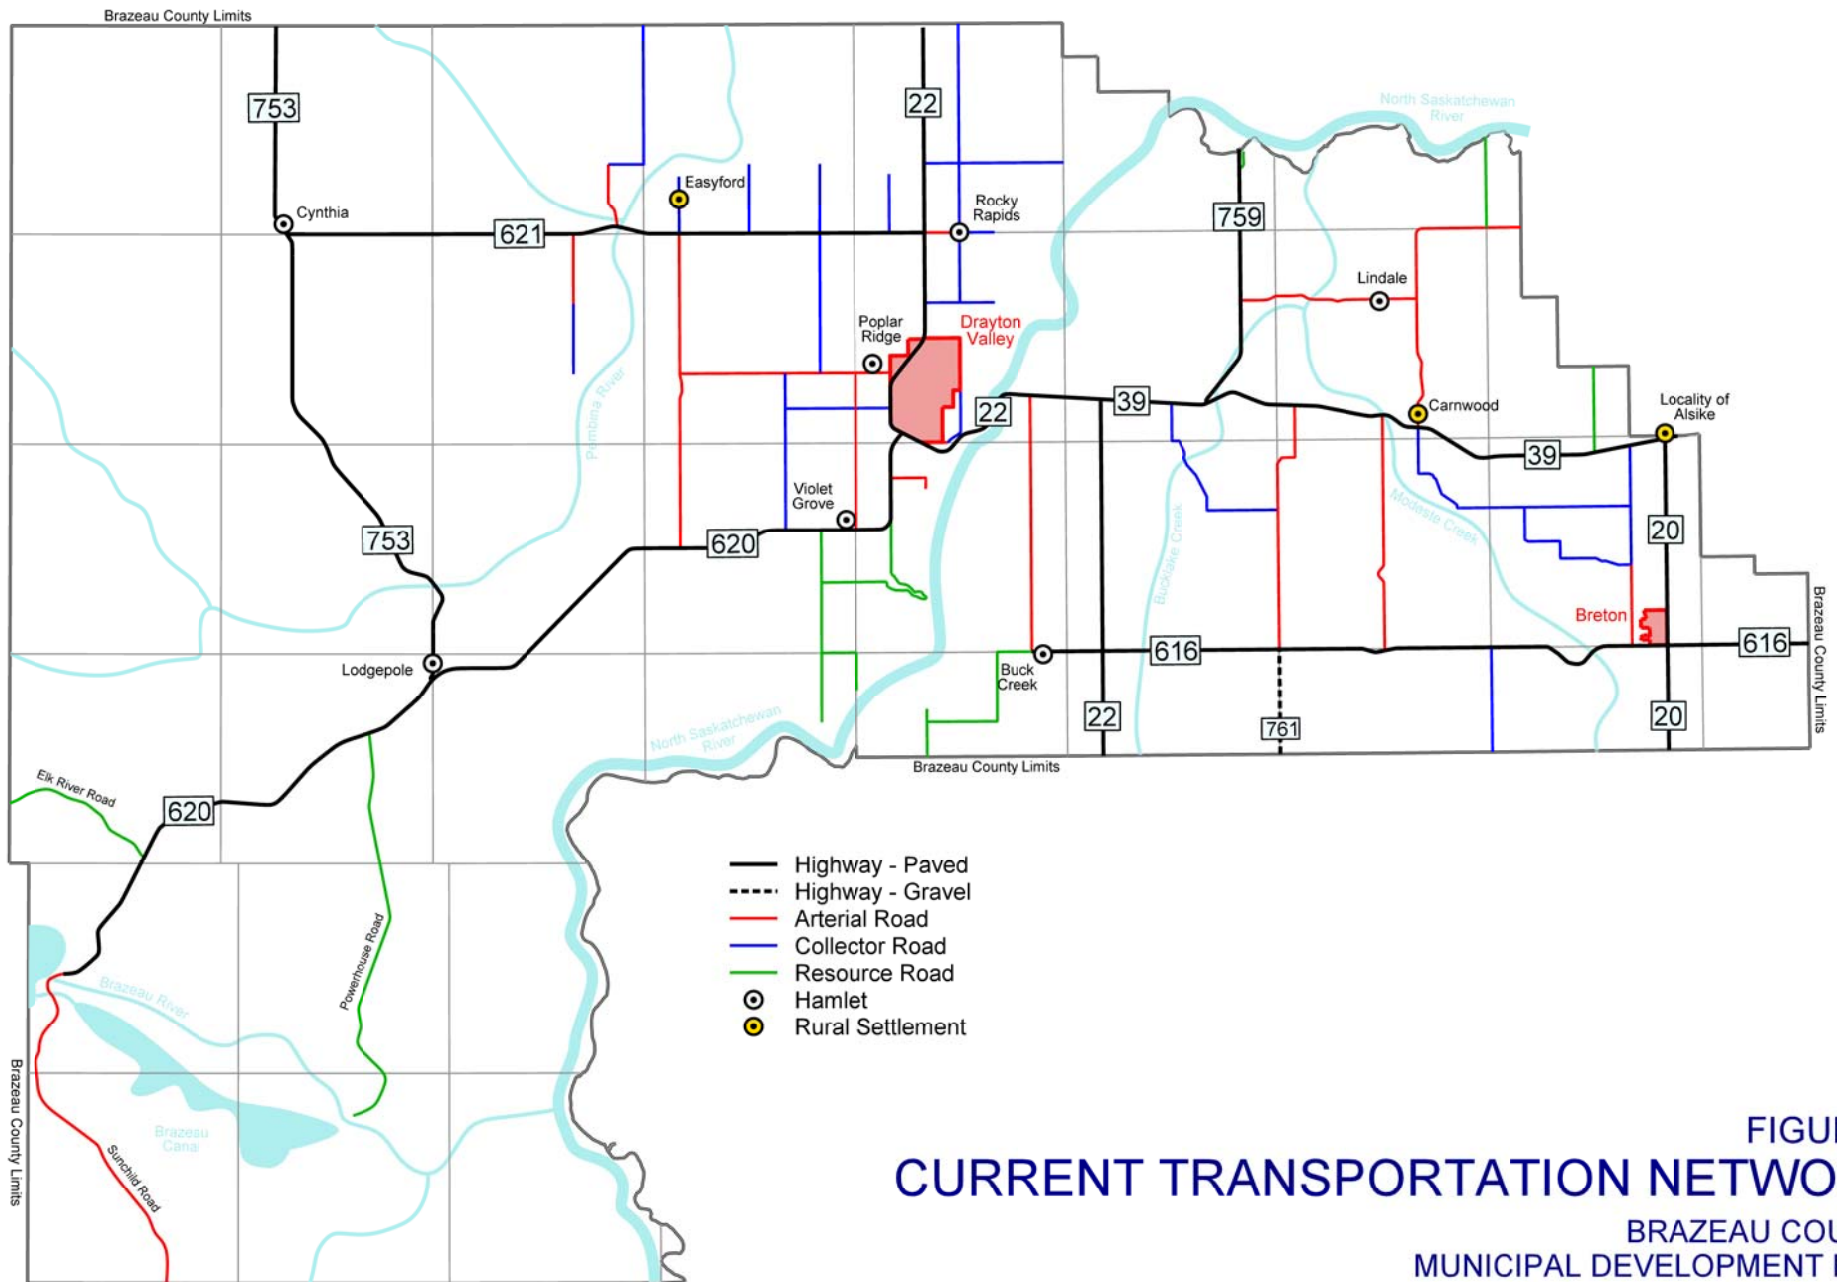 Brazeau County Limits
753
22
North Saskatchewan
River
Easyford
Cynthia
Rocky
Rapids
759
621
Lindale
Poplar
Ridge
Drayton
Valley
Pembina River
22
39
Carnwood
Locality of
Alsike
39
Violet
Grove
Modeste Creek
Bucklake Creek
753
620
20
Breton
Brazeau County Limits
616
616
Lodgepole
Buck
Creek
22
761
20
North Saskatchewan
River
Brazeau County Limits
Elk River Road
620
Highway - Paved
Highway - Gravel
Arterial Road
Collector Road
Resource Road
Hamlet
Rural Settlement
Powerhouse Road
Brazeau River
Brazeau County Limits
Brazeau
Canal
Sunchild Road
FIGU
CURRENT TRANSPORTATION NETWO
BRAZEAU COU
MUNICIPAL DEVELOPMENT